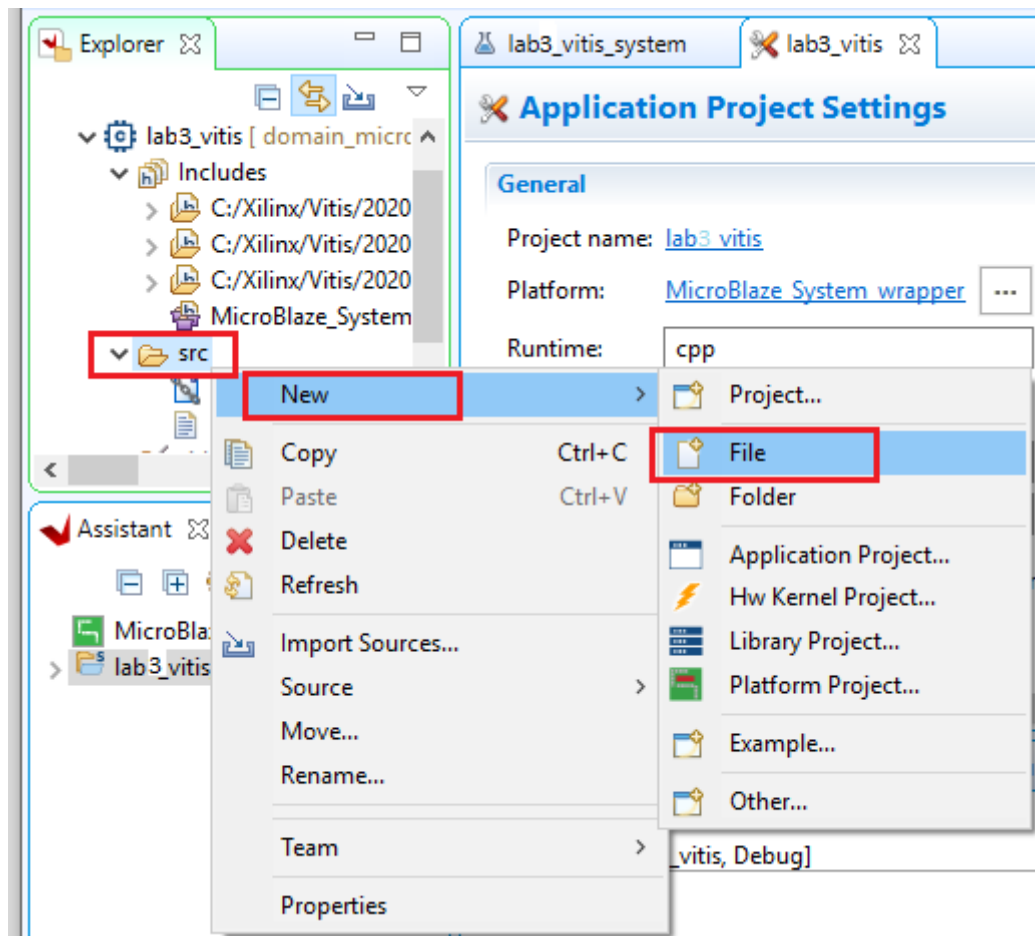 Explorer
lab3_vitis [ domain_micro
Includes
C:/Xilinx/Vitis/2020
C:/Xilinx/Vitis/2020
C:/Xilinx/Vitis/2020
MicroBlaze_System
src
Assistant
MicroBla
lab3_vitis
lab3_vitis_system
lab3_vitis
Application Project Settings
General
Project name: lab3_vitis
Platform: MicroBlaze_System_wrapper ...
Runtime: cpp
New
Copy Ctrl+C
Paste Ctrl+V
Delete
Refresh
Import Sources...
Source
Move...
Rename...
Team
Properties
Project...
File
Folder
Application Project...
Hw Kernel Project...
Library Project...
Platform Project...
Example...
Other...
_vitis, Debug]